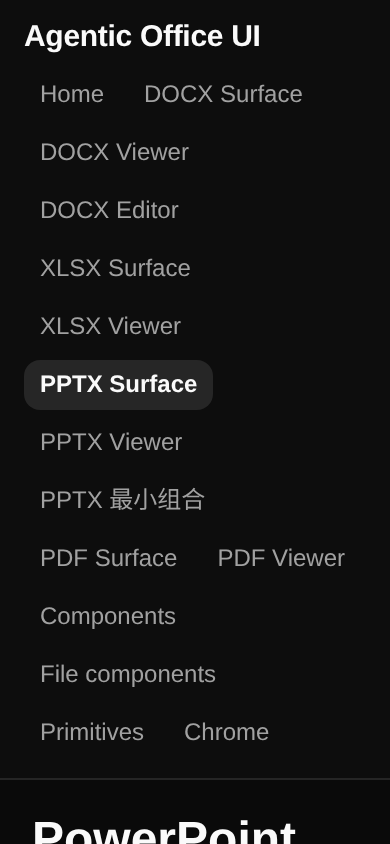 Agentic Office UI
Home DOCX Surface
DOCX Viewer
DOCX Editor
XLSX Surface
XLSX Viewer
PPTX Surface
PPTX Viewer
PPTX 最小组合
PDF Surface PDF Viewer
Components
File components
Primitives Chrome
PowerPoint